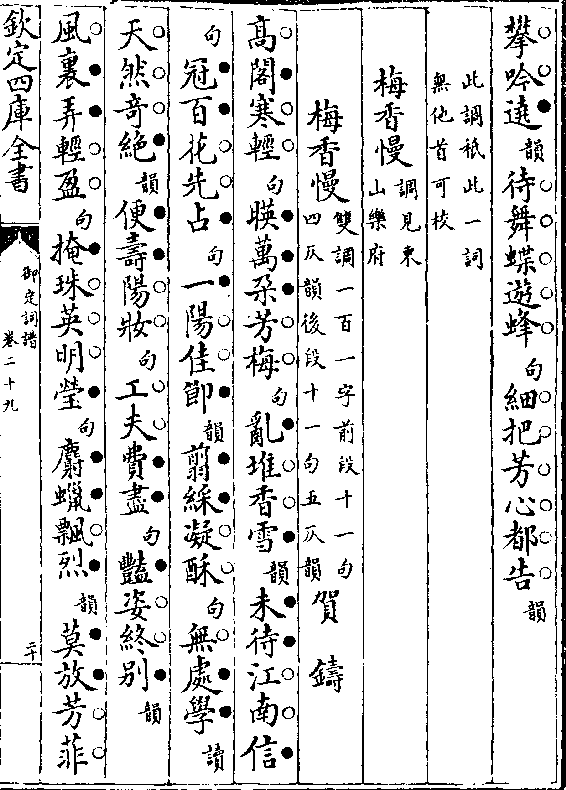 攀吟遶韻待舞蝶遊蜂句細把芳心都告韻
此調祇此一詞
無他首可校
梅香慢調見東
山樂府
梅香慢雙調一百一字前段十一句
四仄韻後段十一句五仄韻賀鑄
髙閣寒輕句映萬朶芳梅句亂堆香雪韻未待江南信
句冠百花先占句一陽佳節韻翦綵凝酥句無處學讀
天然竒絶韻便壽陽妝句工夫費盡句豔姿終别韻
風裏弄輕盈句掩珠英明瑩句麝蠟飄烈韻莫放芳菲
欽定四庫全書
御定詞譜
卷二十九
二十